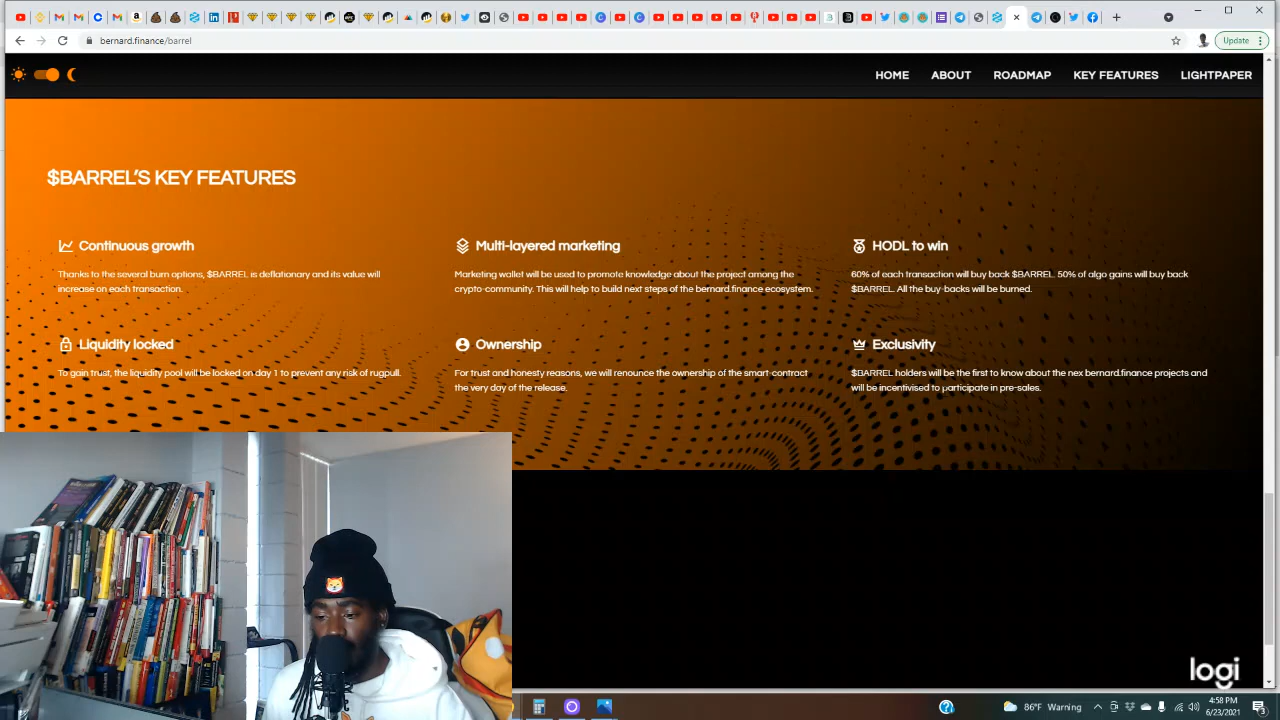 Update
bernard.finance/barrel
HOME ABOUT ROADMAP KEY FEATURES LIGHTPAPER
$BARREL'S KEY FEATURES
Continuous growth
Thanks to the several burn options, $BARREL is deflationary and its value will
increase on each transaction.
Multi-layered marketing
Marketing wallet will be used to promote knowledge about the project among the
crypto-community. This will help to build next steps of the bernard.finance ecosystem.
HODL to win
60% of each transaction will buy back $BARREL. 50% of algo gains will buy back
$BARREL. All the buy-backs will be burned.
Liquidity locked
To gain trust, the liquidity pool will be locked on day 1 to prevent any risk of rugpull.
Ownership
For trust and honesty reasons, we will renounce the ownership of the smart-contract
the very day of the release.
Exclusivity
$BARREL holders will be the first to know about the nex bernard.finance projects and
will be incentivised to participate in pre-sales.
logi
86°F Warning
4:58 PM
6/23/2021